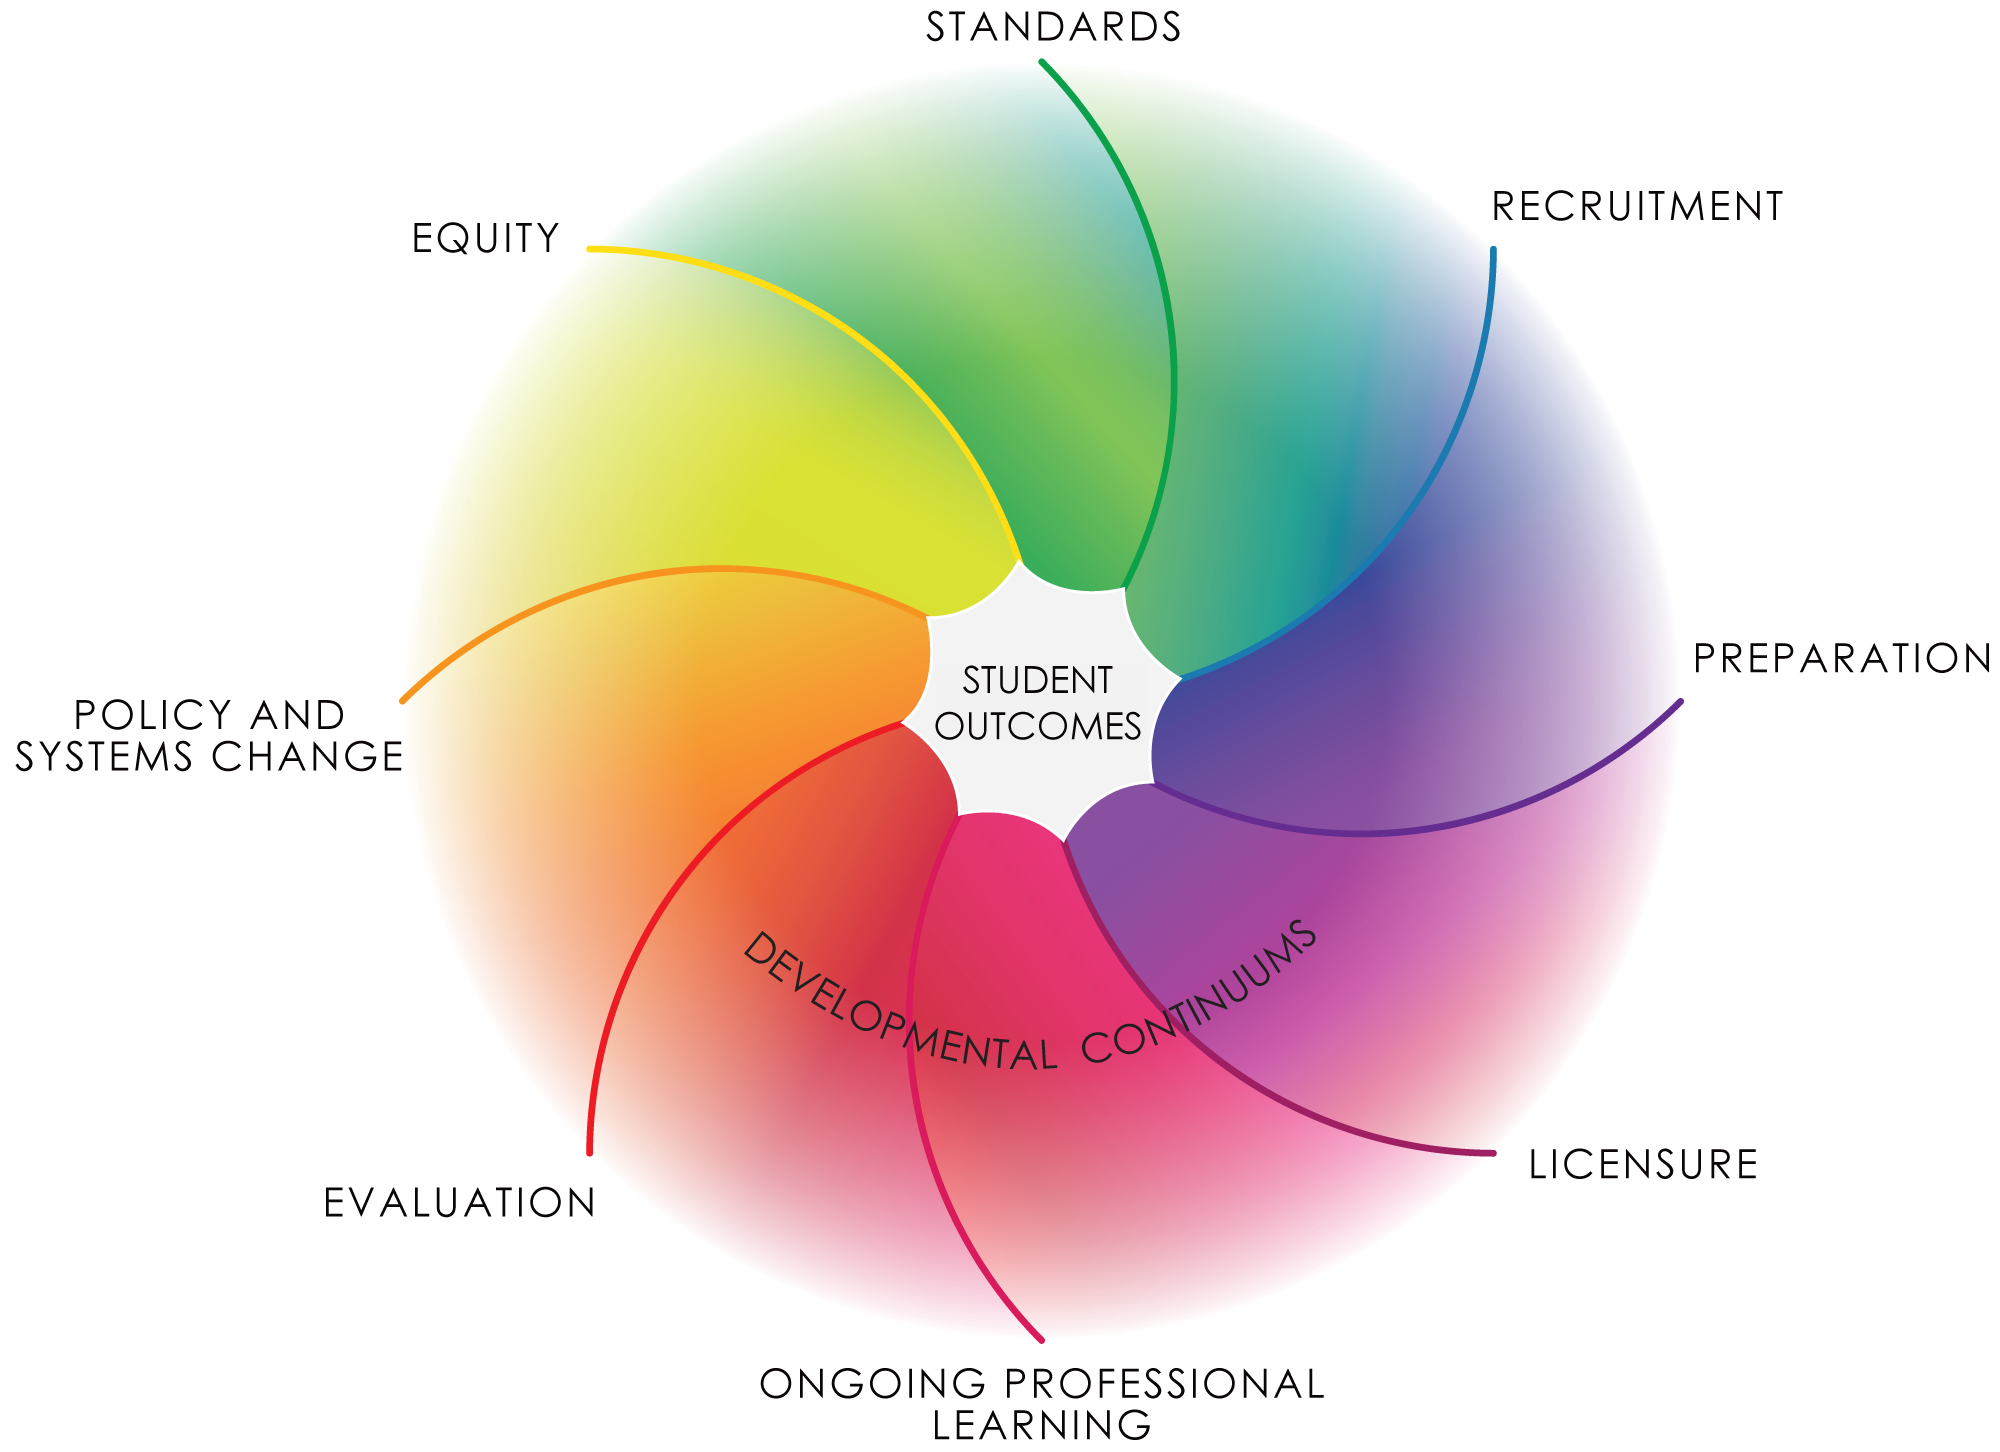 STANDARDS
RECRUITMENT
EQUITY
PREPARATION
STUDENT
OUTCOMES
POLICY AND
SYSTEMS CHANGE
DEVELOPMENTAL CONTINUUMS
LICENSURE
EVALUATION
ONGOING PROFESSIONAL
LEARNING